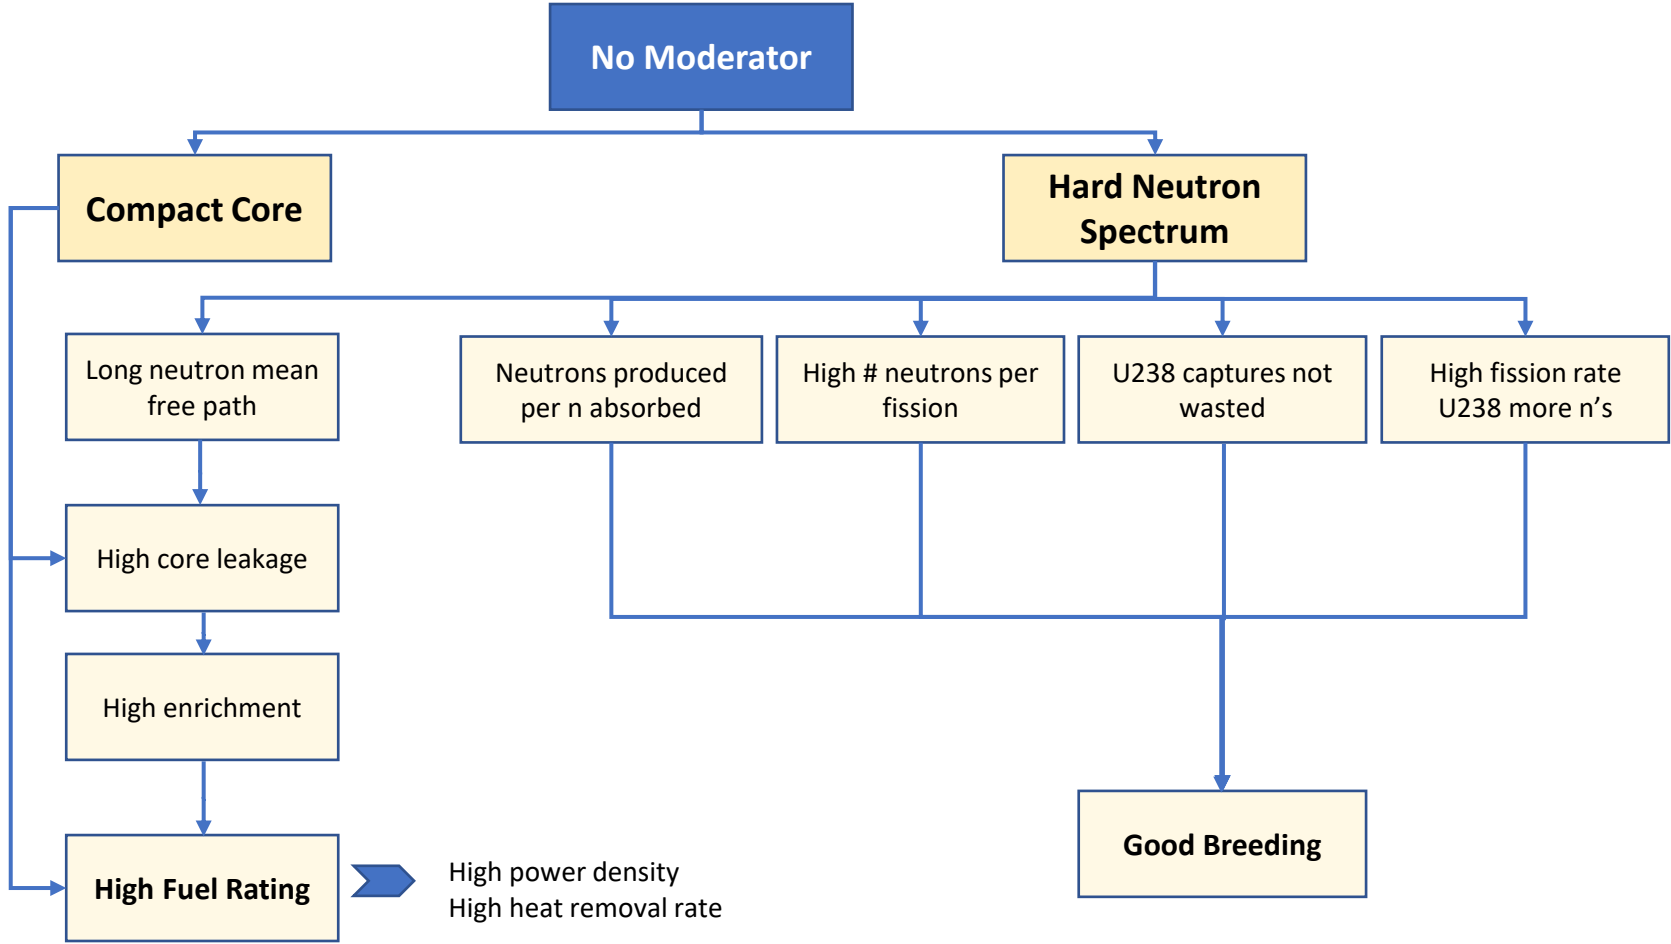 No Moderator
Compact Core
Hard Neutron
Spectrum
Long neutron mean
free path
Neutrons produced
per n absorbed
High # neutrons per
fission
U238 captures not
wasted
High fission rate
U238 more n’s
High core leakage
High enrichment
High Fuel Rating
High power density
High heat removal rate
Good Breeding